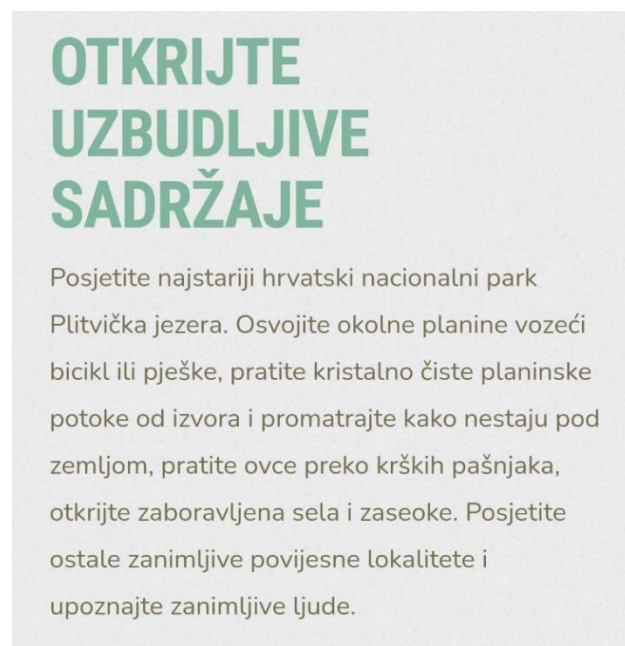 OTKRIJTE
UZBUDLJIVE
SADRŽAJE
Posjetite najstariji hrvatski nacionalni park
Plitvička jezera. Osvojite okolne planine vozeći
bicikl ili pješke, pratite kristalno čiste planinske
potoke od izvora i promatrajte kako nestaju pod
zemljom, pratite ovce preko krških pašnjaka,
otkrijte zaboravljena sela i zaseoke. Posjetite
ostale zanimljive povijesne lokalitete i
upoznajte zanimljive ljude.